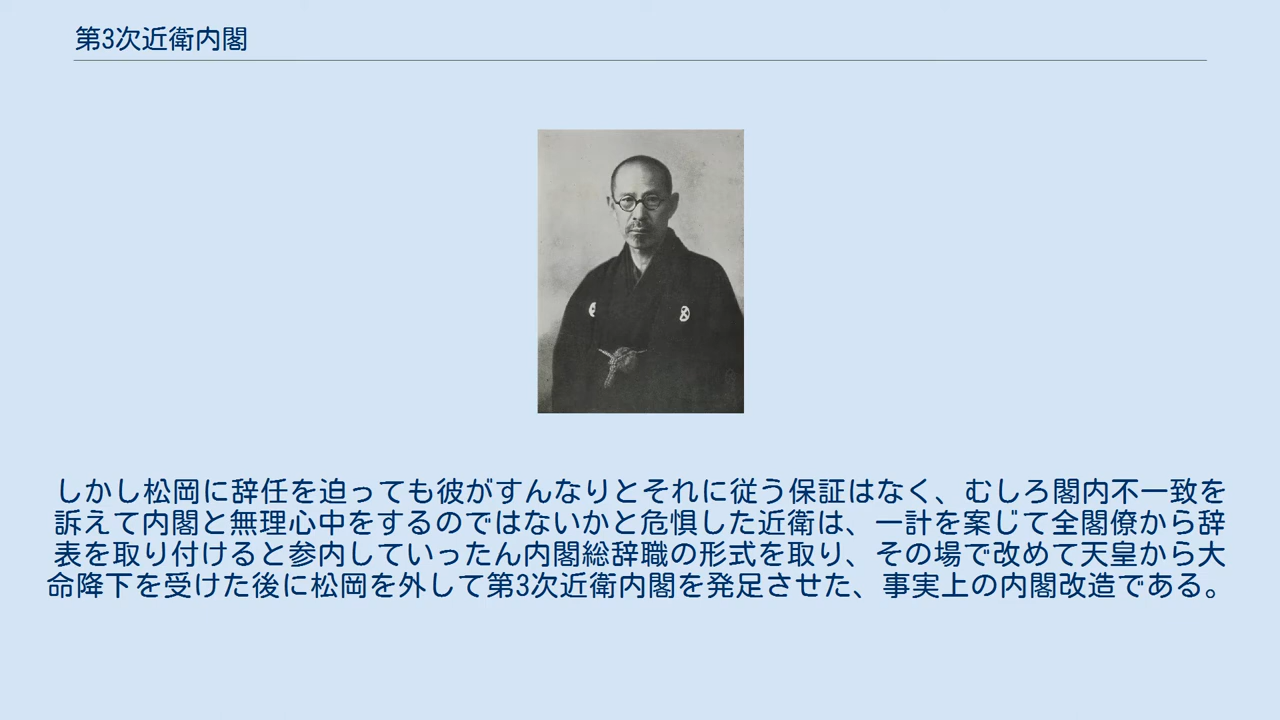 第3次近衛内閣
しかし松岡に辞任を迫っても彼がすんなりとそれに従う保証はなく、むしろ閣内不一致を
訴えて内閣と無理心中をするのではないかと危惧した近衛は、一計を案じて全閣僚から辞
表を取り付けると参内していったん内閣総辞職の形式を取り、その場で改めて天皇から大
命降下を受けた後に松岡を外して第3次近衛内閣を発足させた、事実上の内閣改造である。